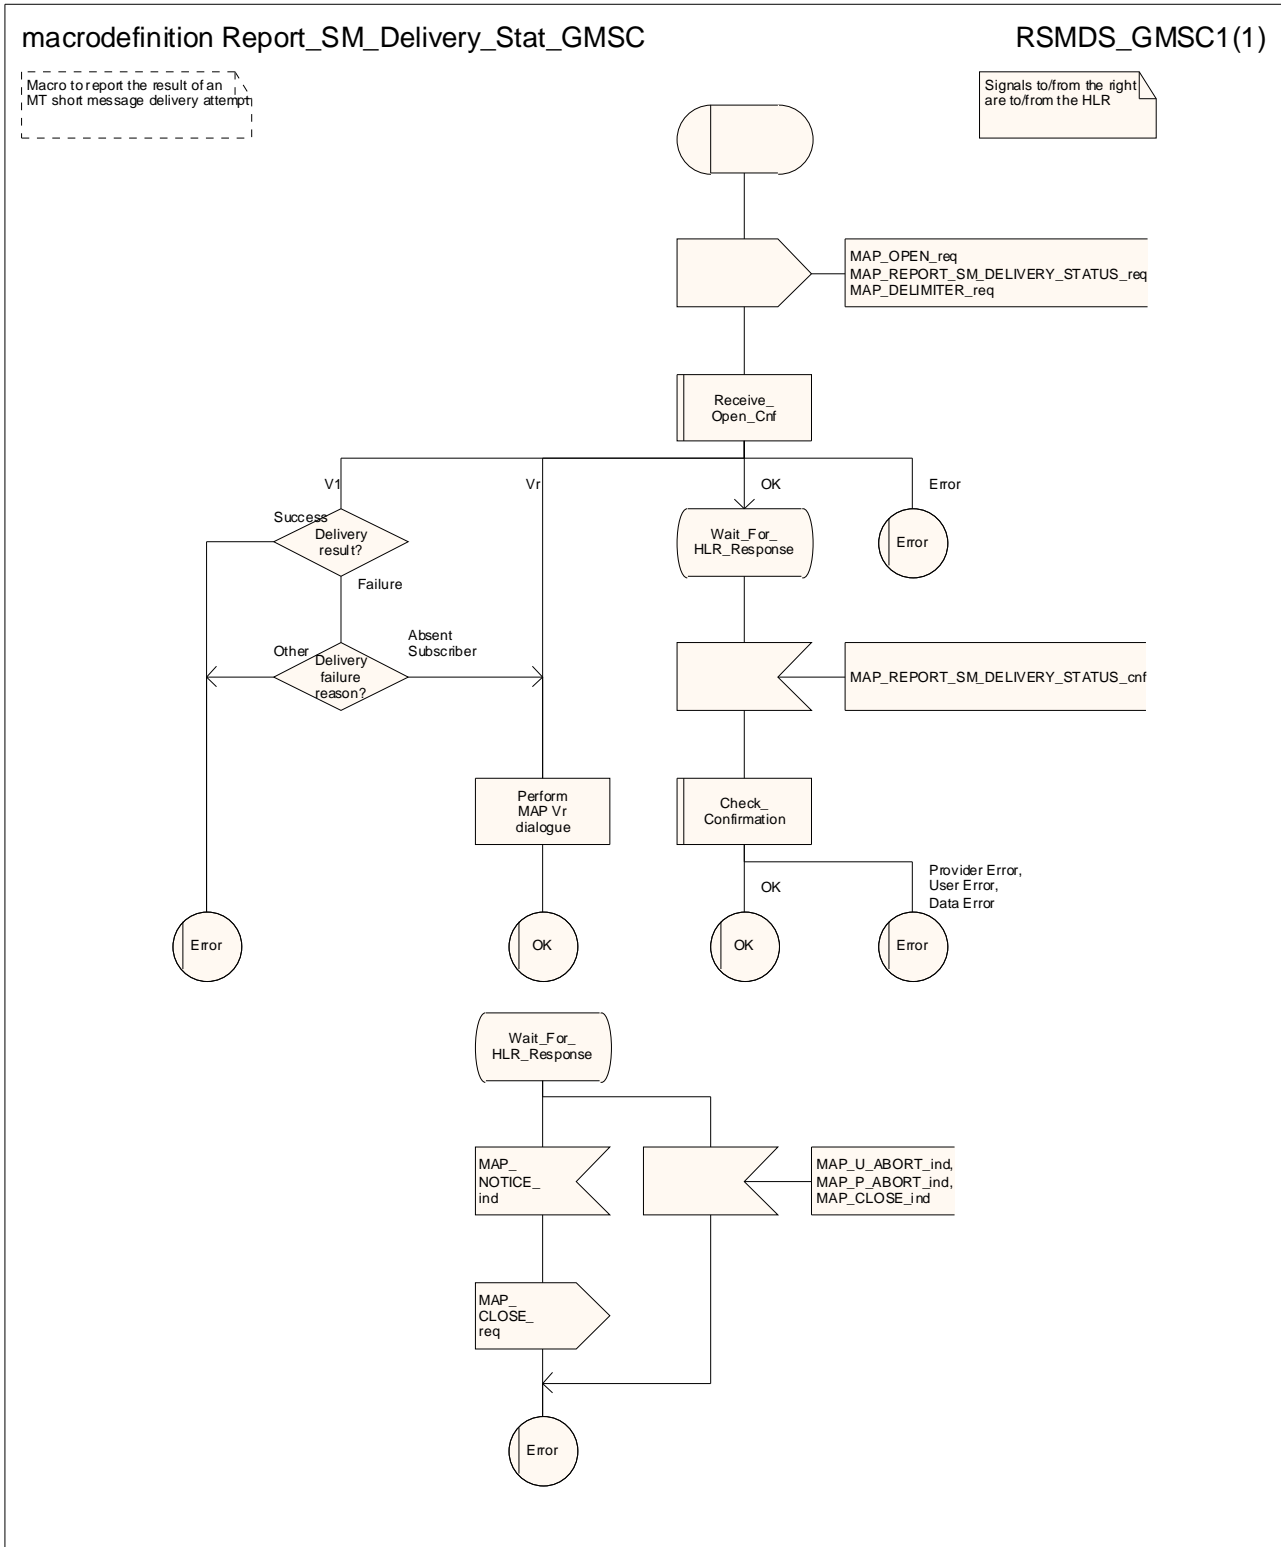 macrodefinition Report_SM_Delivery_Stat_GMSC
RSMDS_GMSC1(1)
Macro to report the result of an
MT short message delivery attempt
Signals to/from the right
are to/from the HLR
MAP_OPEN_req
MAP_REPORT_SM_DELIVERY_STATUS_req
MAP_DELIMITER_req
Receive_
Open_Cnf
V1
Vr
OK
Error
Success
Delivery
result?
Wait_For_
HLR_Response
Error
Failure
Other
Delivery
failure
reason?
Absent
Subscriber
MAP_REPORT_SM_DELIVERY_STATUS_cnf
Perform
MAP Vr
dialogue
Check_
Confirmation
OK
Provider Error,
User Error,
Data Error
Error
OK
OK
Error
Wait_For_
HLR_Response
MAP_
NOTICE_
ind
MAP_U_ABORT_ind,
MAP_P_ABORT_ind,
MAP_CLOSE_ind
MAP_
CLOSE_
req
Error